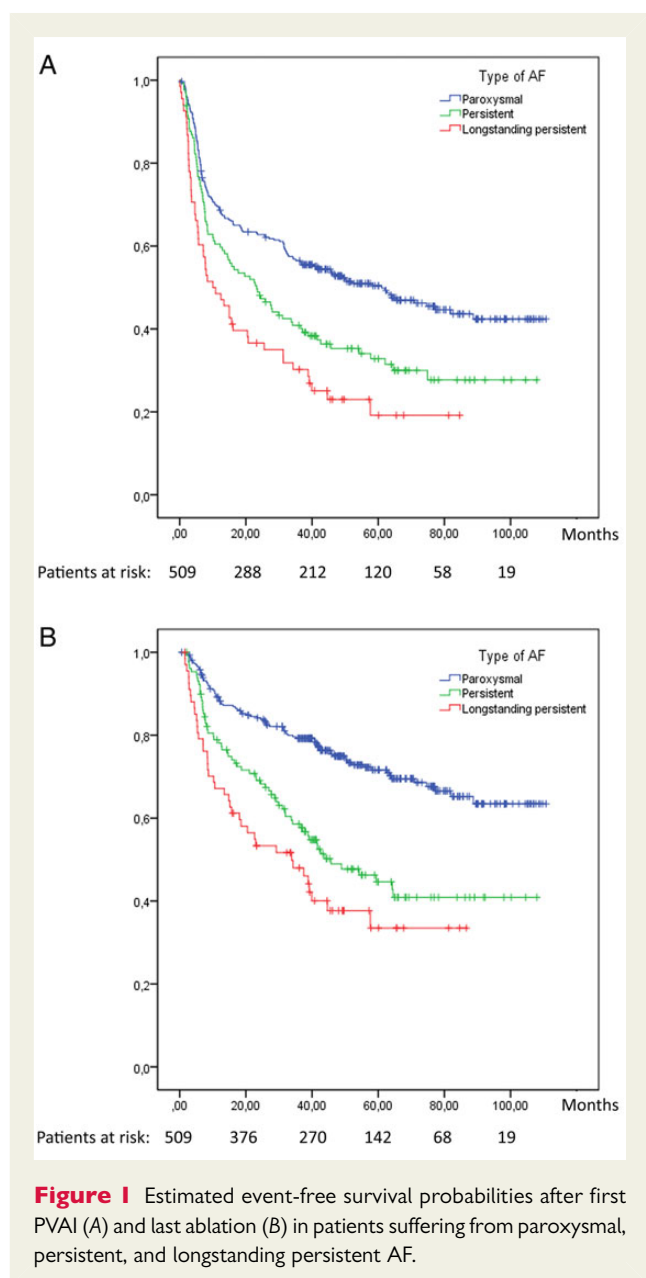 A
Type of AF
Paroxysmal
Persistent
Longstanding persistent
1,0
0,8
0,6
0,4
0,2
0,0
,00 20,00 40,00 60,00 80,00 100,00 Months
Patients at risk: 509 288 212 120 58 19
B
Type of AF
Paroxysmal
Persistent
Longstanding persistent
1,0
0,8
0,6
0,4
0,2
0,0
,00 20,00 40,00 60,00 80,00 100,00 Months
Patients at risk: 509 376 270 142 68 19
Figure 1 Estimated event-free survival probabilities after first
PVAI (A) and last ablation (B) in patients suffering from paroxysmal,
persistent, and longstanding persistent AF.